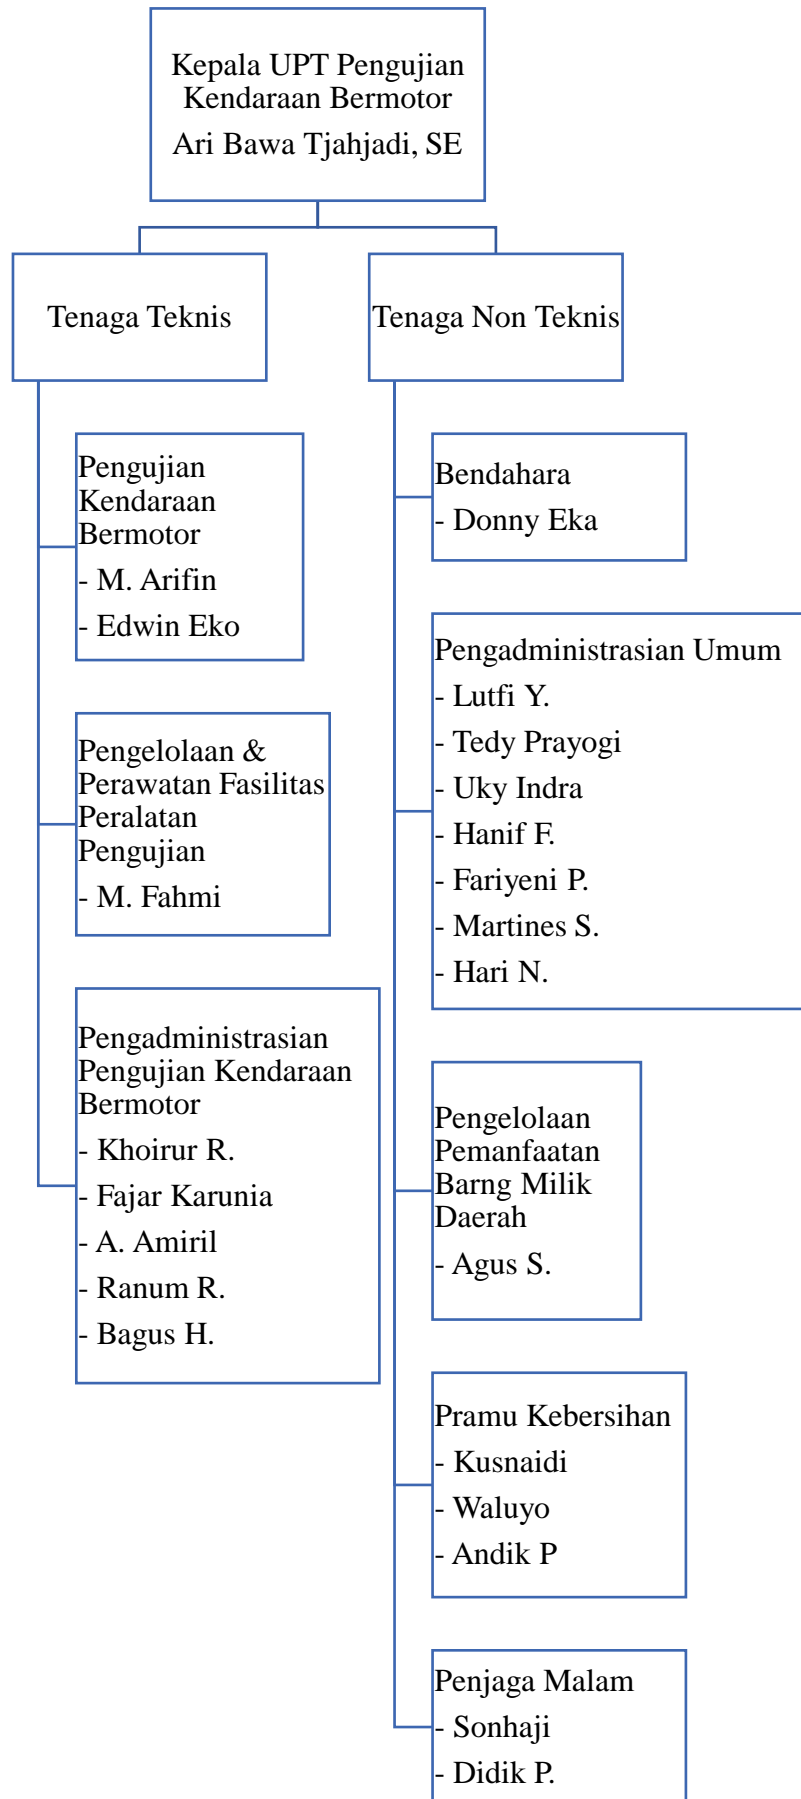 Kepala UPT Pengujian
Kendaraan Bermotor
Ari Bawa Tjahjadi, SE
Tenaga Teknis
Pengujian
Kendaraan
Bermotor
- M. Arifin
- Edwin Eko
Pengelolaan &
Perawatan Fasilitas
Peralatan
Pengujian
- M. Fahmi
Pengadministrasian
Pengujian Kendaraan
Bermotor
- Khoirur R.
- Fajar Karunia
- A. Amiril
- Ranum R.
- Bagus H.
Tenaga Non Teknis
Bendahara
- Donny Eka
Pengadministrasian Umum
- Lutfi Y.
- Tedy Prayogi
- Uky Indra
- Hanif F.
- Fariyeni P.
- Martines S.
- Hari N.
Pengelolaan
Pemanfaatan
Barng Milik
Daerah
- Agus S.
Pramu Kebersihan
- Kusnaidi
- Waluyo
- Andik P
Penjaga Malam
- Sonhaji
- Didik P.